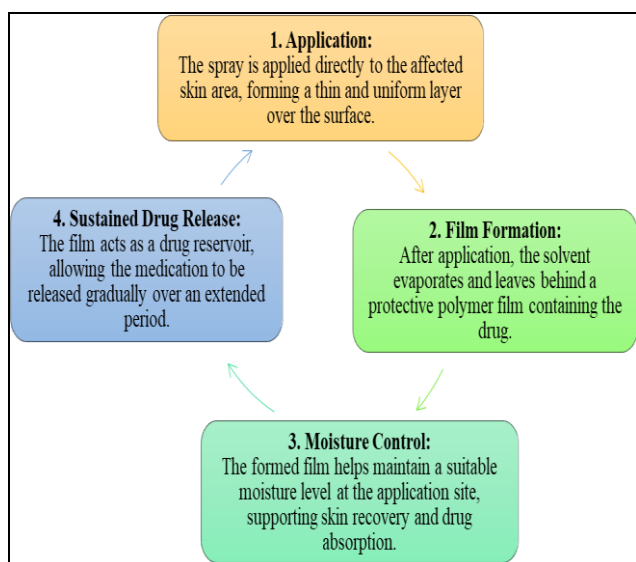 1. Application:
The spray is applied directly to the affected
skin area, forming a thin and uniform layer
over the surface.
2. Film Formation:
After application, the solvent
evaporates and leaves behind a
protective polymer film containing the
drug.
3. Moisture Control:
The formed film helps maintain a suitable
moisture level at the application site,
supporting skin recovery and drug
absorption.
4. Sustained Drug Release:
The film acts as a drug reservoir,
allowing the medication to be
released gradually over an extended
period.